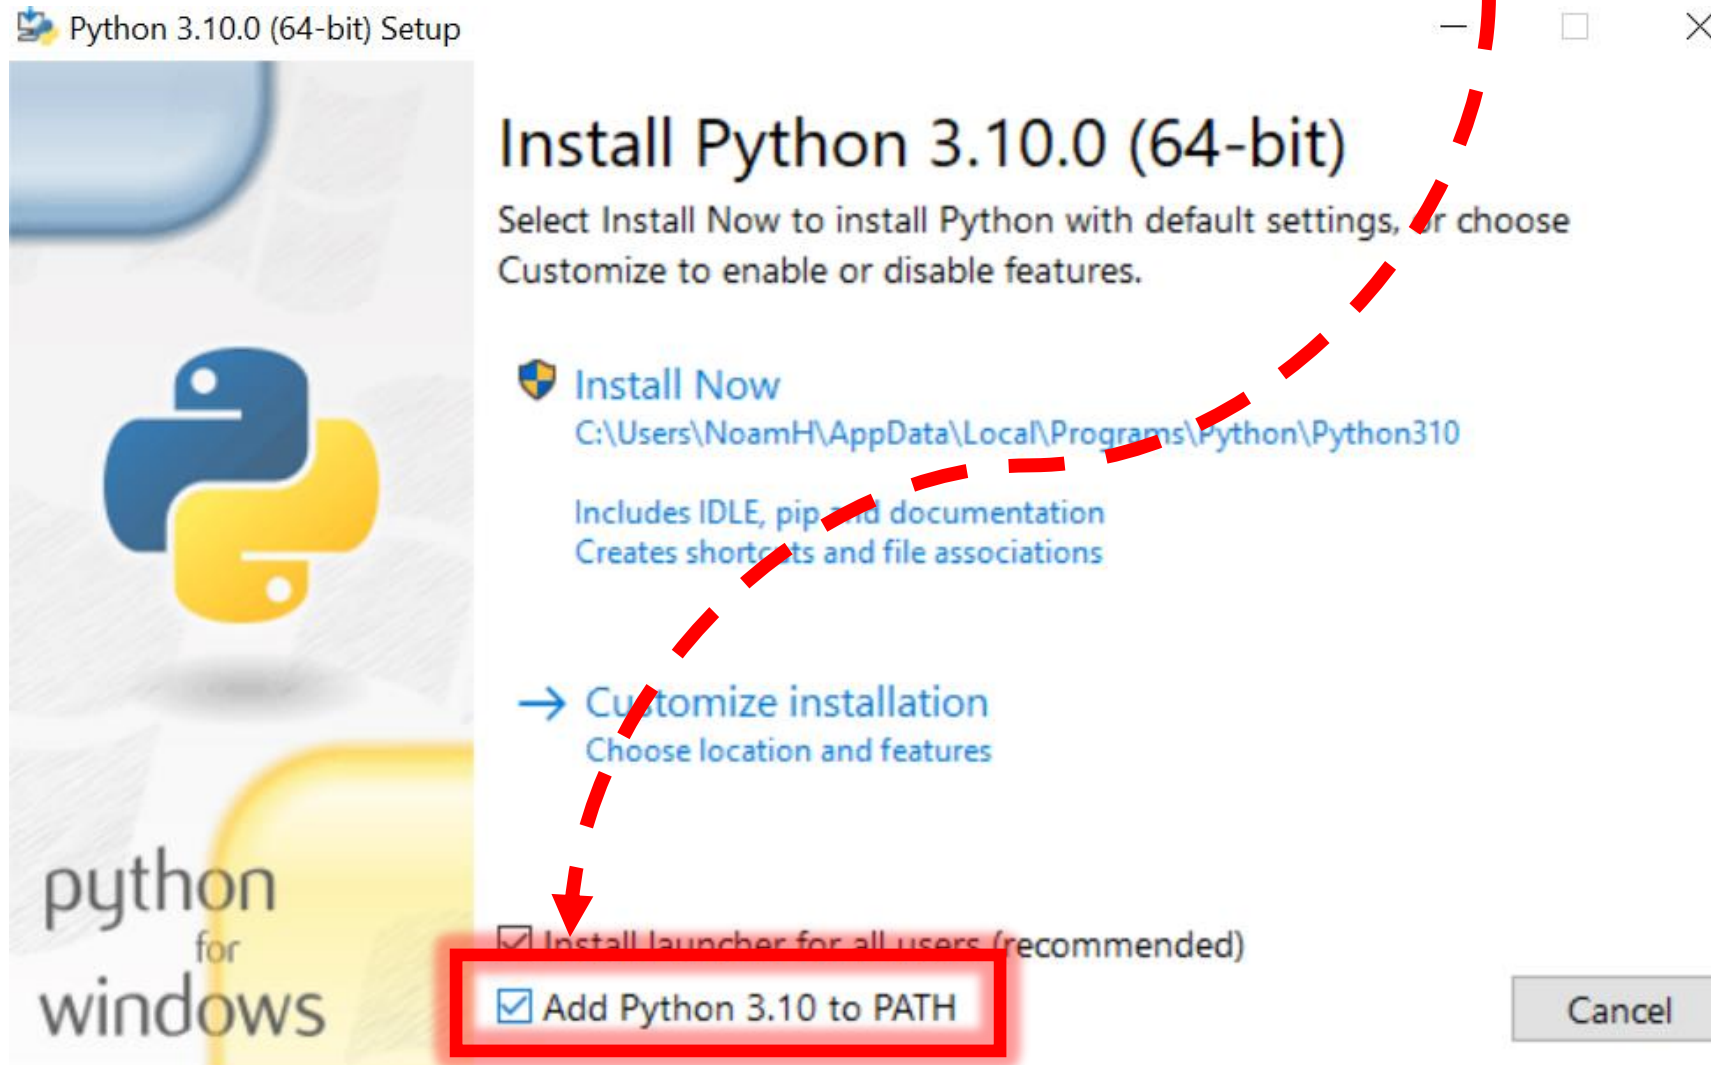 Python 3.10.0 (64-bit) Setup
Install Python 3.10.0 (64-bit)
Select Install Now to install Python with default settings, or choose
Customize to enable or disable features.
Install Now
C:\Users\NoamH\AppData\Local\Programs\Python\Python310
Includes IDLE, pip and documentation
Creates shortcuts and file associations
Customize installation
Choose location and features
python
for
windows
Install launcher for all users (recommended)
Add Python 3.10 to PATH
Cancel